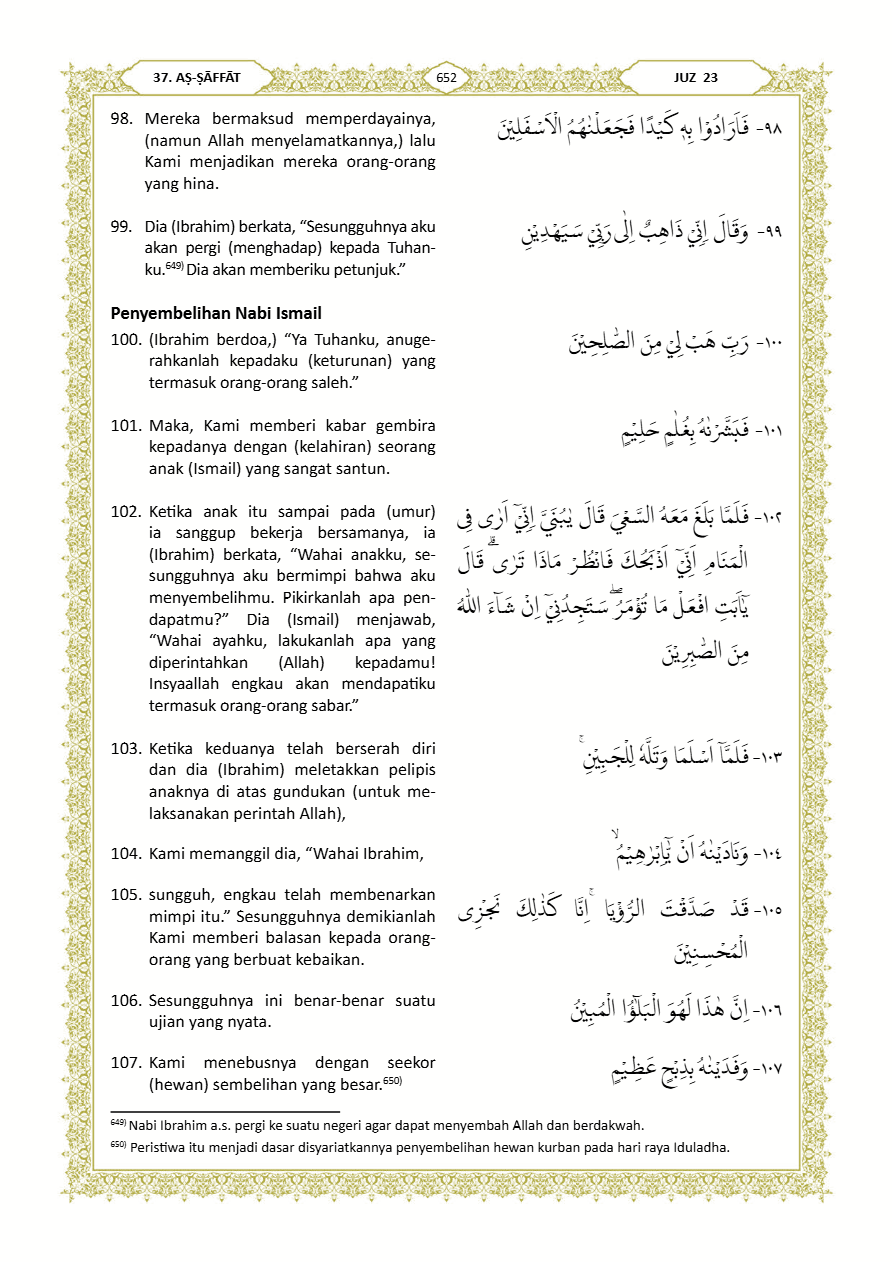 37. AṢ-ṢĀFFĀT
652
JUZ 23
98. Mereka bermaksud memperdayainya,
(namun Allah menyelamatkannya,) lalu
Kami menjadikan mereka orang-orang
yang hina.
٩٨- فَاَرَادُوْا بِهٖ كَيْدًا فَجَعَلْنٰهُمُ الْاَسْفَلِيْنَ
99. Dia (Ibrahim) berkata, “Sesungguhnya aku
akan pergi (menghadap) kepada Tuhan-
ku.⁶⁴⁹⁾ Dia akan memberiku petunjuk.”
٩٩- وَقَالَ اِنِّيْ ذَاهِبٌ اِلٰى رَبِّيْ سَيَهْدِيْنِ
Penyembelihan Nabi Ismail
100. (Ibrahim berdoa,) “Ya Tuhanku, anuge-
rahkanlah kepadaku (keturunan) yang
termasuk orang-orang saleh.”
١٠٠- رَبِّ هَبْ لِيْ مِنَ الصّٰلِحِيْنَ
101. Maka, Kami memberi kabar gembira
kepadanya dengan (kelahiran) seorang
anak (Ismail) yang sangat santun.
١٠١- فَبَشَّرْنٰهُ بِغُلٰمٍ حَلِيْمٍ
102. Ketika anak itu sampai pada (umur)
ia sanggup bekerja bersamanya, ia
(Ibrahim) berkata, “Wahai anakku, se-
sungguhnya aku bermimpi bahwa aku
menyembelihmu. Pikirkanlah apa pen-
dapatmu?” Dia (Ismail) menjawab,
“Wahai ayahku, lakukanlah apa yang
diperintahkan (Allah) kepadamu!
Insyaallah engkau akan mendapatiku
termasuk orang-orang sabar.”
١٠٢- فَلَمَّا بَلَغَ مَعَهُ السَّعْيَ قَالَ يٰبُنَيَّ اِنِّيْٓ اَرٰى فِى
الْمَنَامِ اَنِّيْٓ اَذْبَحُكَ فَانْظُرْ مَاذَا تَرٰىۗ قَالَ
يٰٓاَبَتِ افْعَلْ مَا تُؤْمَرُۖ سَتَجِدُنِيْٓ اِنْ شَاۤءَ اللّٰهُ
مِنَ الصّٰبِرِيْنَ
103. Ketika keduanya telah berserah diri
dan dia (Ibrahim) meletakkan pelipis
anaknya di atas gundukan (untuk me-
laksanakan perintah Allah),
١٠٣- فَلَمَّآ اَسْلَمَا وَتَلَّهٗ لِلْجَبِيْنِۚ
104. Kami memanggil dia, “Wahai Ibrahim,
١٠٤- وَنَادَيْنٰهُ اَنْ يّٰٓاِبْرٰهِيْمُۙ
105. sungguh, engkau telah membenarkan
mimpi itu.” Sesungguhnya demikianlah
Kami memberi balasan kepada orang-
orang yang berbuat kebaikan.
١٠٥- قَدْ صَدَّقْتَ الرُّؤْيَا ۚاِنَّا كَذٰلِكَ نَجْزِى
الْمُحْسِنِيْنَ
106. Sesungguhnya ini benar-benar suatu
ujian yang nyata.
١٠٦- اِنَّ هٰذَا لَهُوَ الْبَلٰۤؤُا الْمُبِيْنُ
107. Kami menebusnya dengan seekor
(hewan) sembelihan yang besar.⁶⁵⁰⁾
١٠٧- وَفَدَيْنٰهُ بِذِبْحٍ عَظِيْمٍ
⁶⁴⁹⁾ Nabi Ibrahim a.s. pergi ke suatu negeri agar dapat menyembah Allah dan berdakwah.
⁶⁵⁰⁾ Peristiwa itu menjadi dasar disyariatkannya penyembelihan hewan kurban pada hari raya Iduladha.